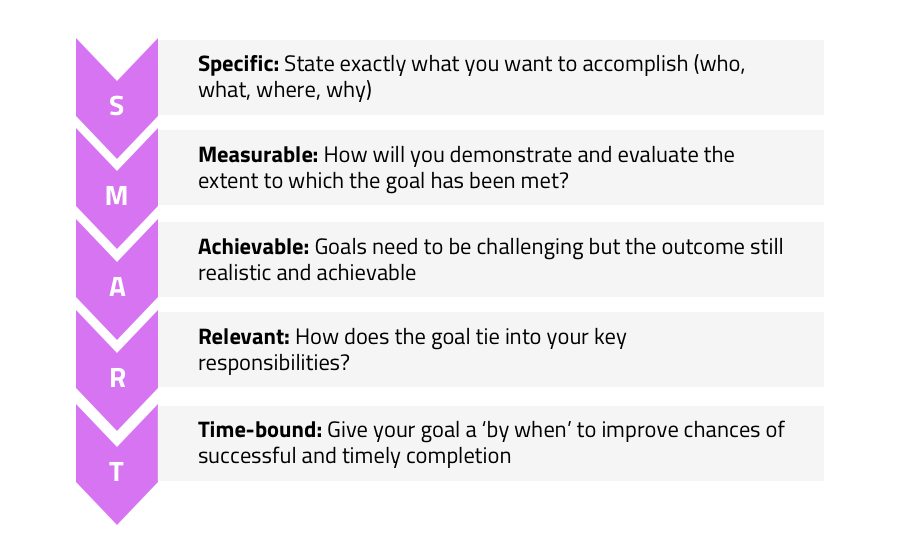 S
Specific: State exactly what you want to accomplish (who,
what, where, why)
M
Measurable: How will you demonstrate and evaluate the
extent to which the goal has been met?
A
Achievable: Goals need to be challenging but the outcome still
realistic and achievable
R
Relevant: How does the goal tie into your key
responsibilities?
T
Time-bound: Give your goal a ‘by when’ to improve chances of
successful and timely completion